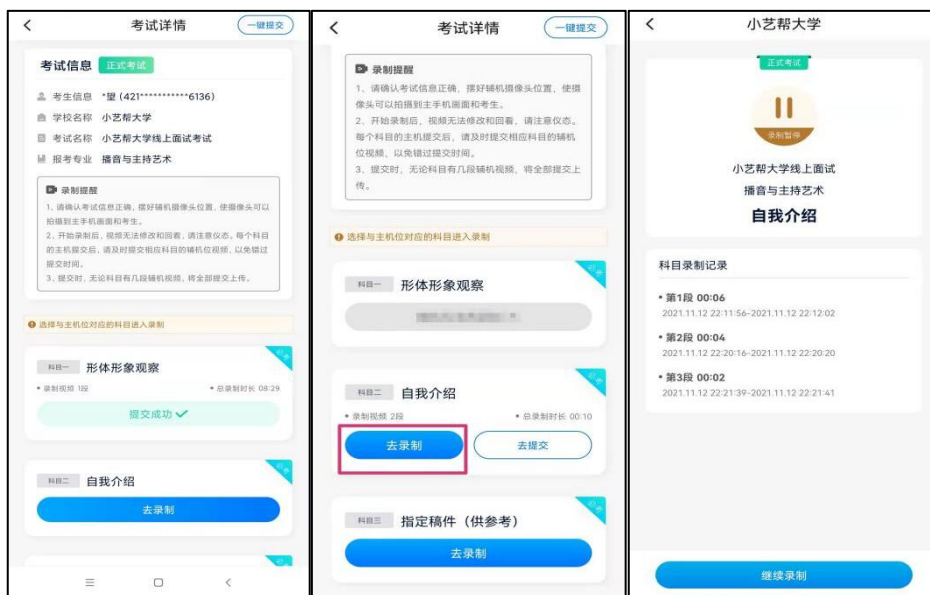 考试详情
一键提交
考试信息 正式考试
考生信息 *望 (421***********6136)
学校名称 小艺帮大学
考试名称 小艺帮大学线上面试考试
报考专业 播音与主持艺术
录制提醒
1、请确认考试信息正确，摆好辅机摄像头位置，使摄像头可以
拍摄到主手机画面和考生。
2、开始录制后，视频无法修改和回看，请注意仪态。每个科目
的主机提交后，请及时提交相应科目的辅机位视频，以免错过
提交时间。
3、提交时，无论科目有几段辅机视频，将全部提交上传。
选择与主机位对应的科目进入录制
必考
科目一 形体形象观察
• 录制视频 1段 • 总录制时长 08:29
提交成功
必考
科目二 自我介绍
去录制
考试详情
一键提交
录制提醒
1、请确认考试信息正确，摆好辅机摄像头位置，使摄
像头可以拍摄到主手机画面和考生。
2、开始录制后，视频无法修改和回看，请注意仪态。
每个科目的主机提交后，请及时提交相应科目的辅机
位视频，以免错过提交时间。
3、提交时，无论科目有几段辅机视频，将全部提交上
传。
选择与主机位对应的科目进入录制
必考
科目一 形体形象观察
必考
科目二 自我介绍
• 录制视频 2段 • 总录制时长 00:10
去录制 去提交
必考
科目三 指定稿件（供参考）
去录制
小艺帮大学
正式考试
录制暂停
小艺帮大学线上面试
播音与主持艺术
自我介绍
科目录制记录
• 第1段 00:06
2021.11.12 22:11:56-2021.11.12 22:12:02
• 第2段 00:04
2021.11.12 22:20:16-2021.11.12 22:20:20
• 第3段 00:02
2021.11.12 22:21:39-2021.11.12 22:21:41
继续录制